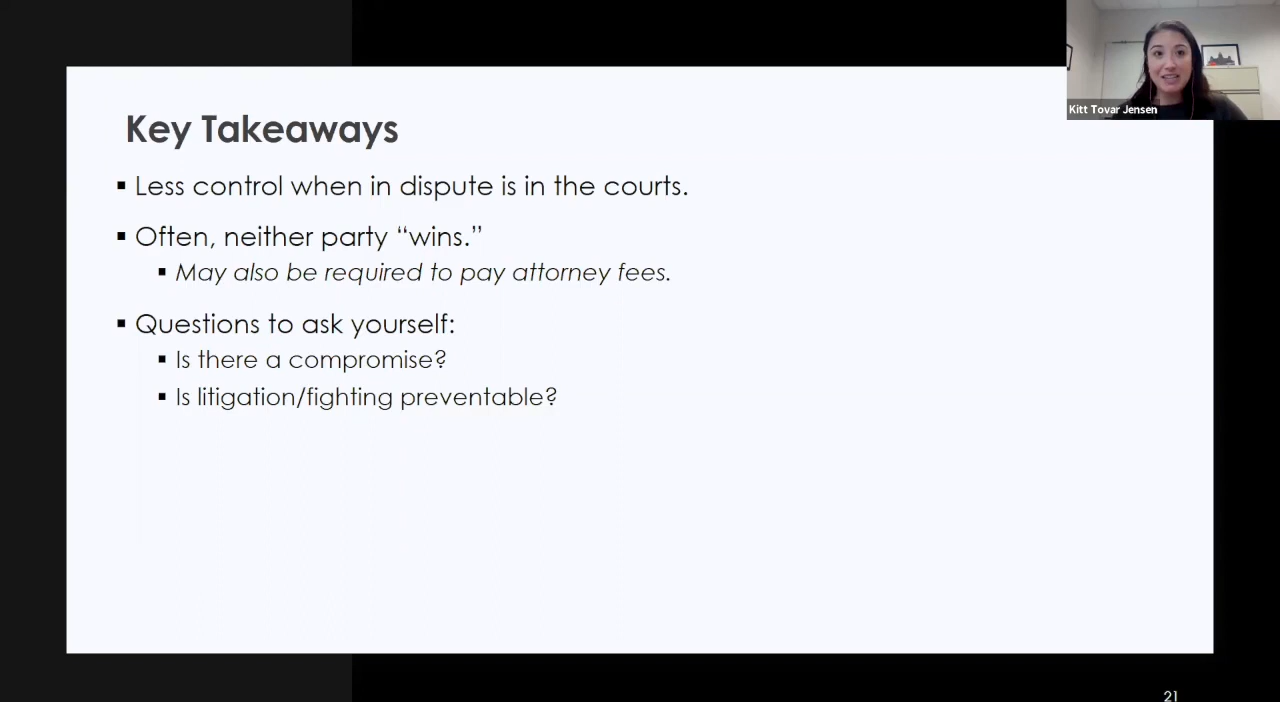 Kitt Tovar Jensen
Key Takeaways
▪ Less control when in dispute is in the courts.
▪ Often, neither party “wins.”
▪ May also be required to pay attorney fees.
▪ Questions to ask yourself:
▪ Is there a compromise?
▪ Is litigation/fighting preventable?
21